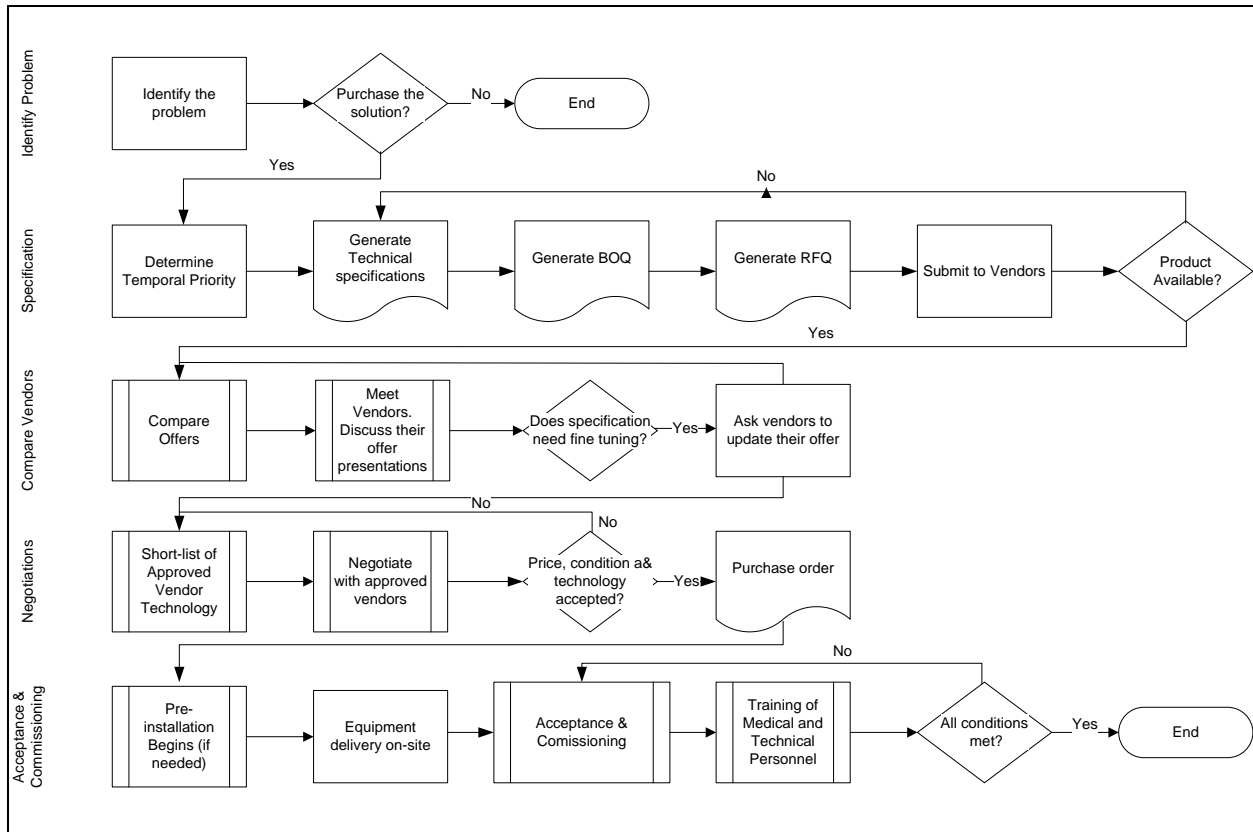 Identify Problem
Identify the
problem
Purchase the
solution?
No
End
Yes
No
Specification
Determine
Temporal Priority
Generate
Technical
specifications
Generate BOQ
Generate RFQ
Submit to Vendors
Product
Available?
Yes
Compare Vendors
Compare
Offers
Meet
Vendors.
Discuss their
offer
presentations
Does specification
need fine tuning?
Yes
Ask vendors to
update their offer
No
Negotiations
Short-list of
Approved
Vendor
Technology
Negotiate
with approved
vendors
No
Price, condition a&
technology
accepted?
Yes
Purchase order
No
Acceptance &
Commissioning
Pre-
installation
Begins (if
needed)
Equipment
delivery on-site
Acceptance &
Comissioning
Training of
Medical and
Technical
Personnel
All conditions
met?
Yes
End